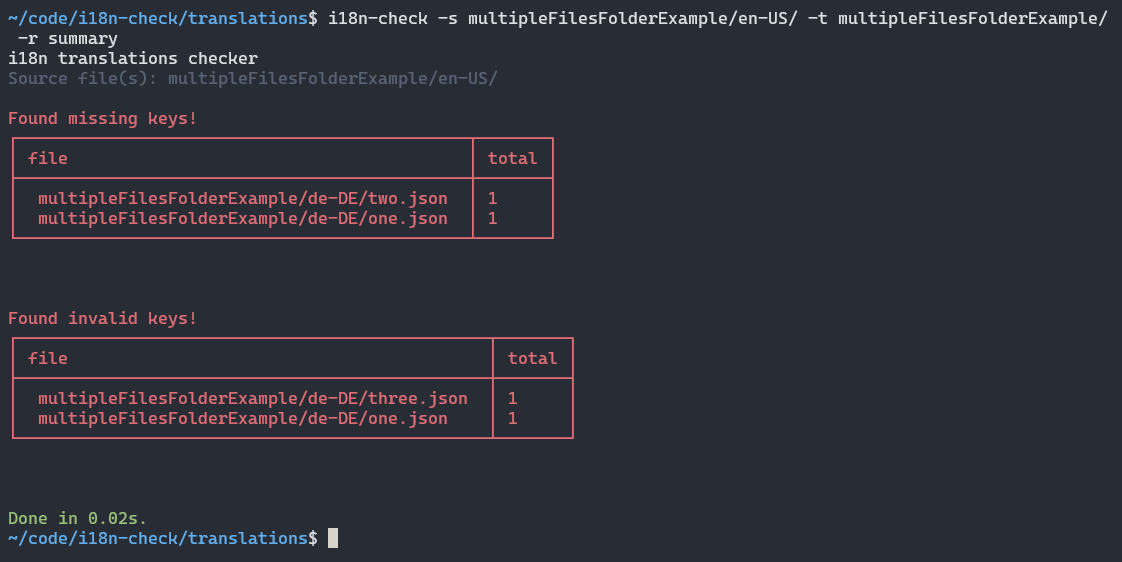 ~/code/i18n-check/translations$ i18n-check -s multipleFilesFolderExample/en-US/ -t multipleFilesFolderExample/
-r summary
i18n translations checker
Source file(s): multipleFilesFolderExample/en-US/
Found missing keys!
file total
multipleFilesFolderExample/de-DE/two.json 1
multipleFilesFolderExample/de-DE/one.json 1
Found invalid keys!
file total
multipleFilesFolderExample/de-DE/three.json 1
multipleFilesFolderExample/de-DE/one.json 1
Done in 0.02s.
~/code/i18n-check/translations$